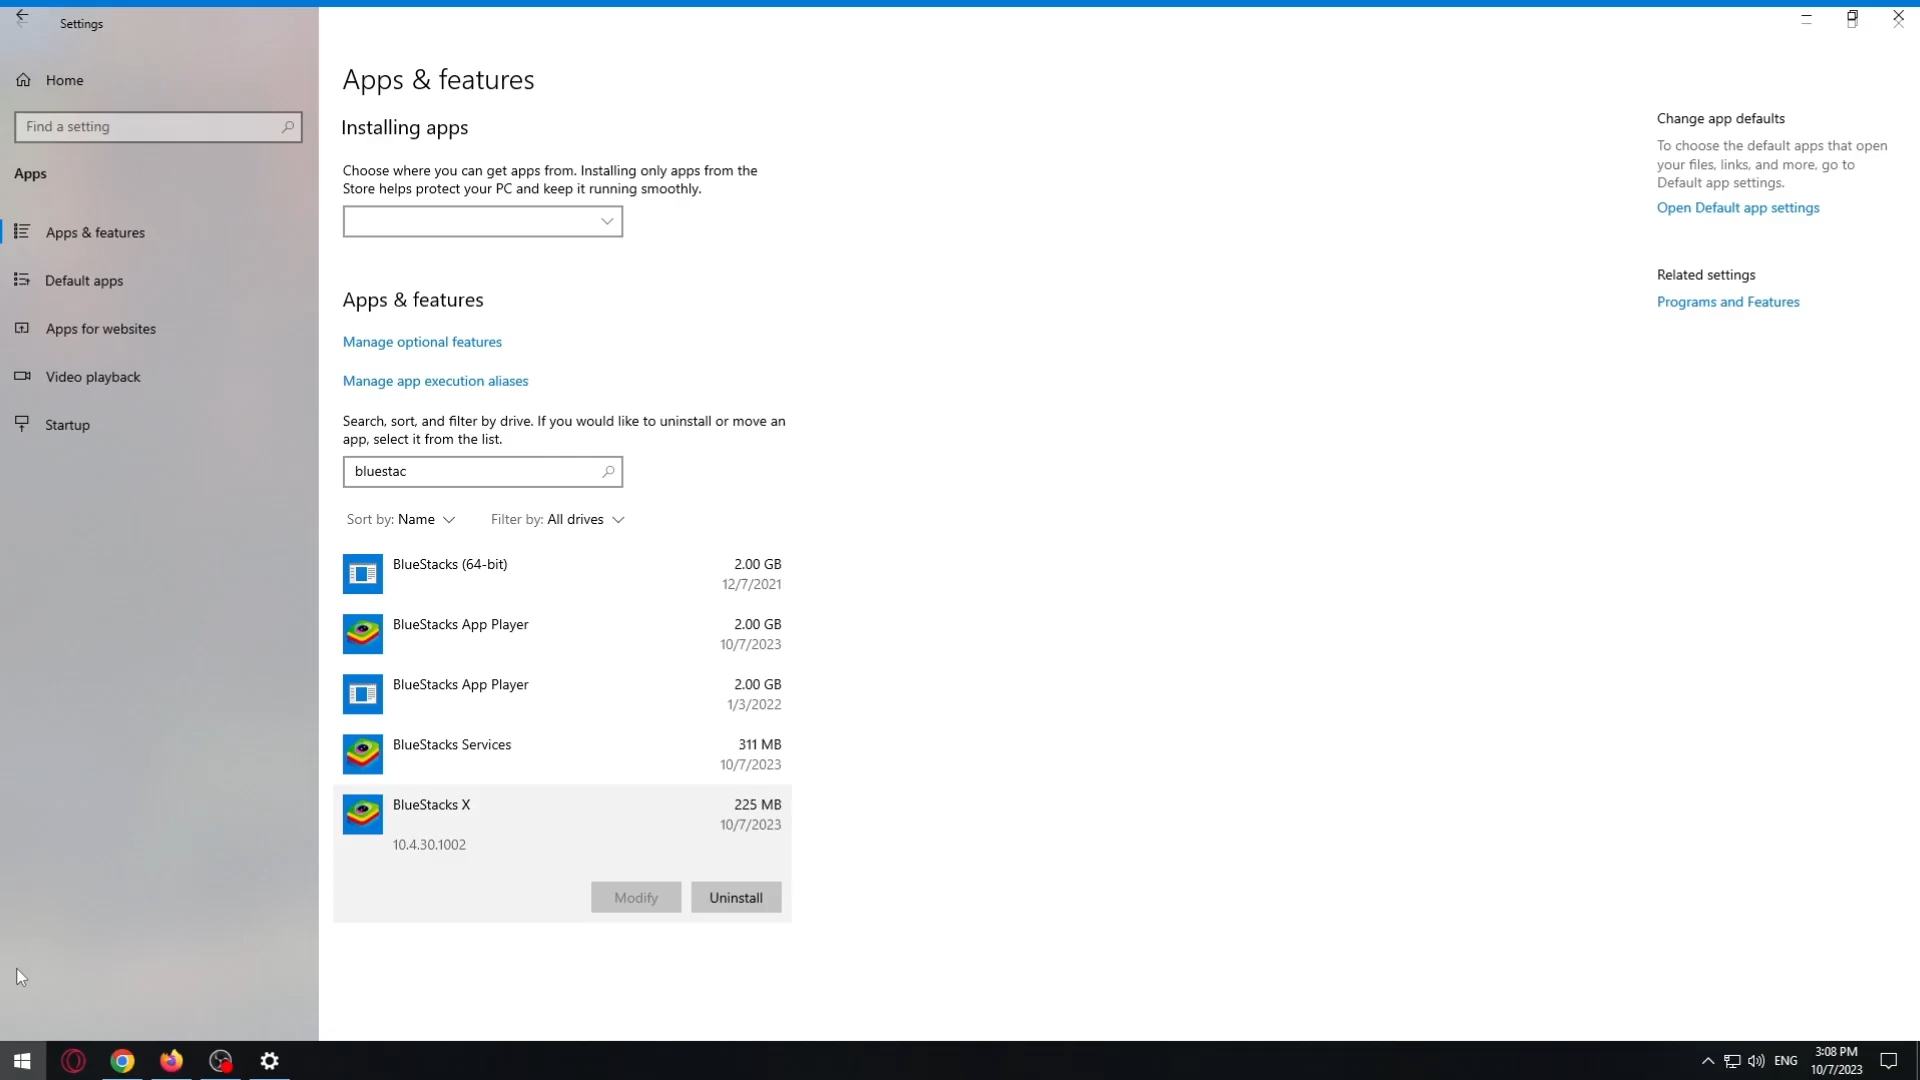 Settings
Home
Find a setting
Apps
Apps & features
Default apps
Apps for websites
Video playback
Startup
Apps & features
Installing apps
Choose where you can get apps from. Installing only apps from the
Store helps protect your PC and keep it running smoothly.
Apps & features
Manage optional features
Manage app execution aliases
Search, sort, and filter by drive. If you would like to uninstall or move an
app, select it from the list.
bluestac
Sort by: Name
Filter by: All drives
BlueStacks (64-bit)
2.00 GB
12/7/2021
BlueStacks App Player
2.00 GB
10/7/2023
BlueStacks App Player
2.00 GB
1/3/2022
BlueStacks Services
311 MB
10/7/2023
BlueStacks X
225 MB
10/7/2023
10.4.30.1002
Modify
Uninstall
Change app defaults
To choose the default apps that open
your files, links, and more, go to
Default app settings.
Open Default app settings
Related settings
Programs and Features
ENG
3:08 PM
10/7/2023